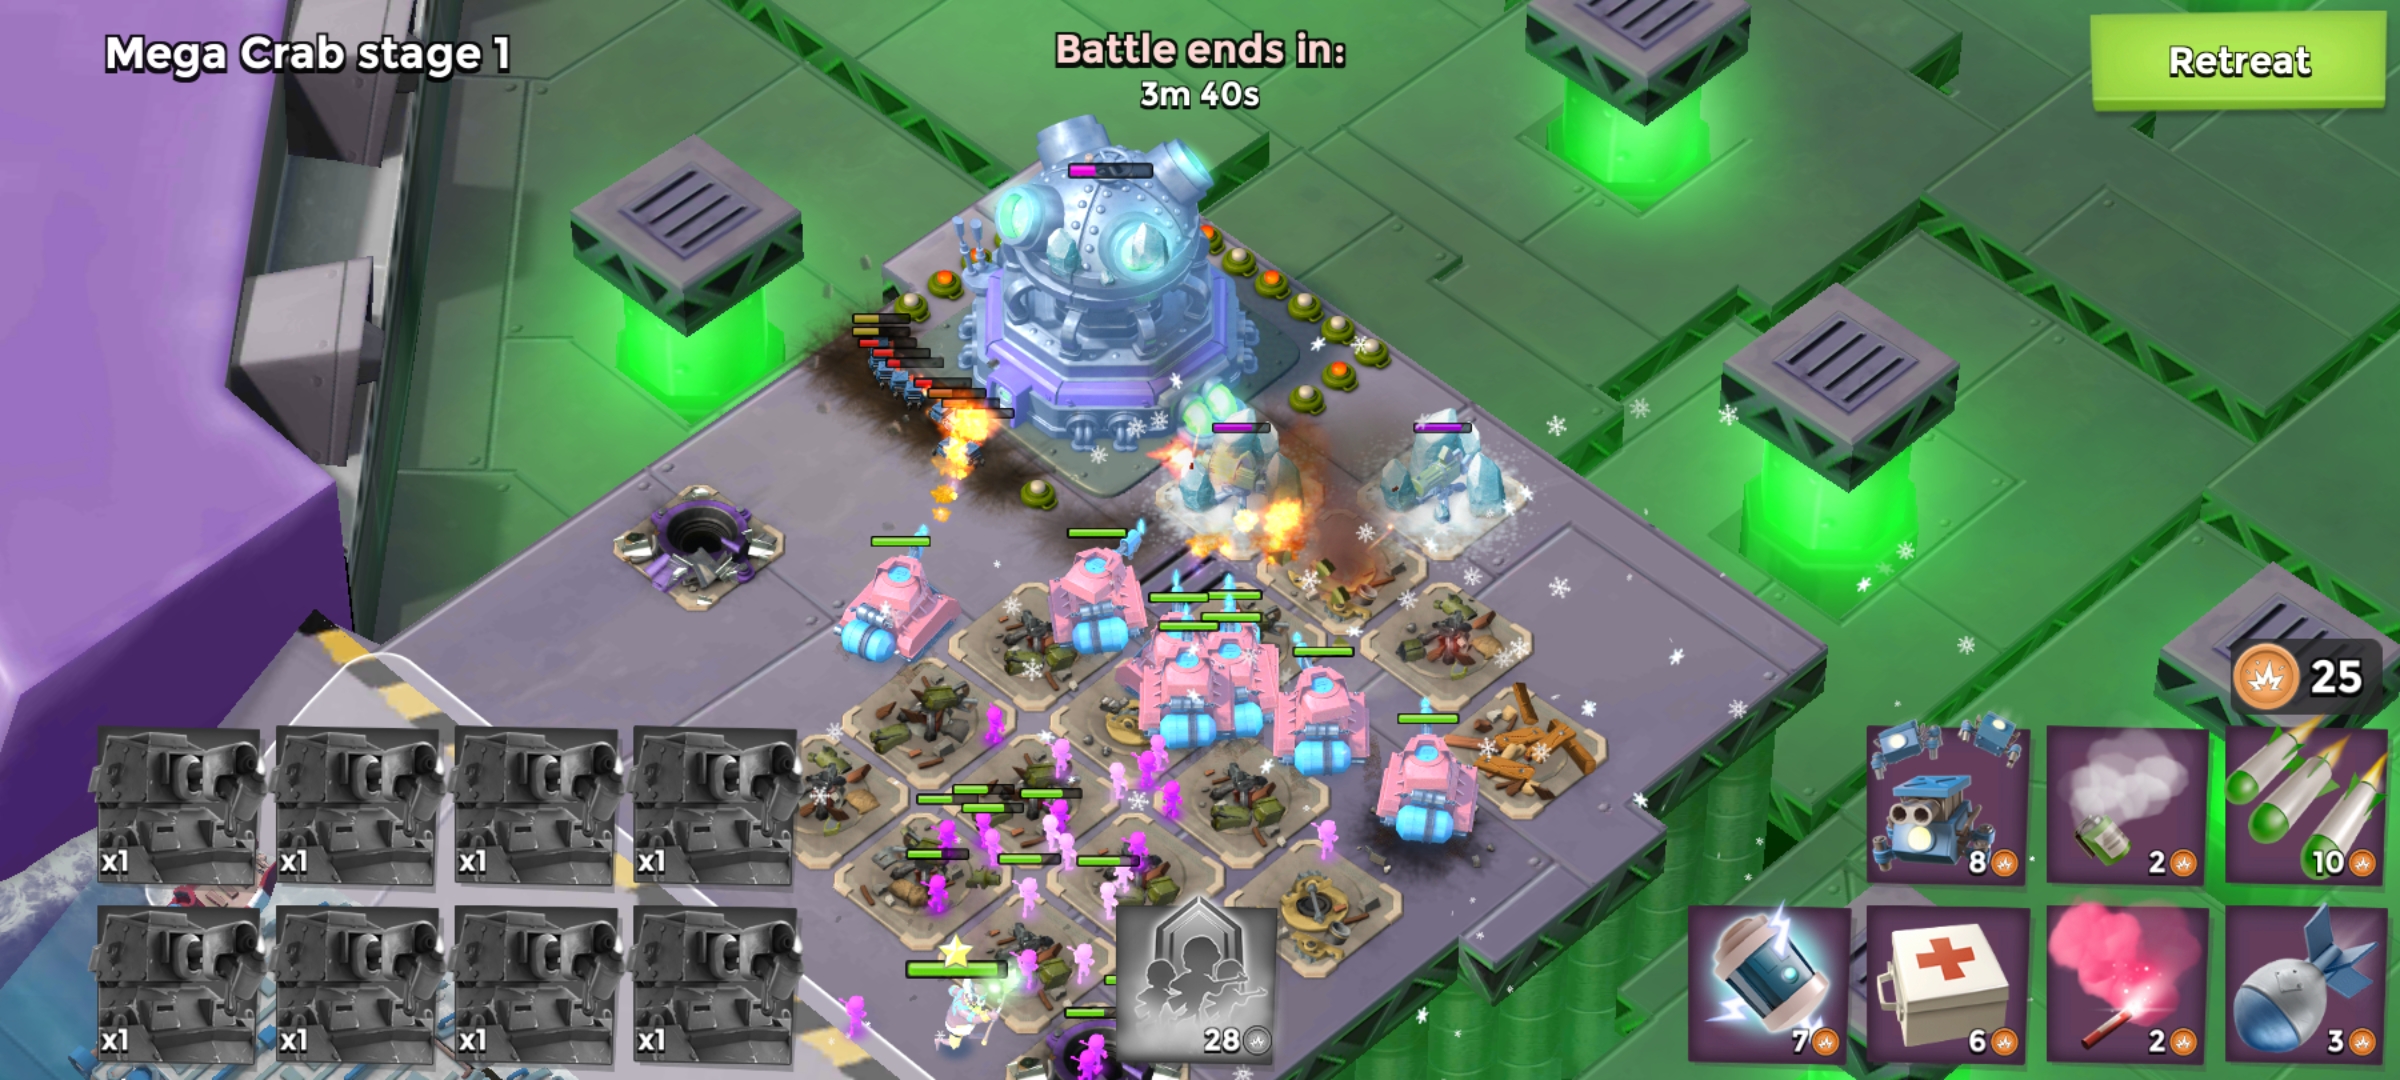 Mega Crab stage 1
Battle ends in:
3m 40s
Retreat
25
x1 x1 x1 x1
8 2 10
x1 x1 x1 x1
28
7 6 2 3